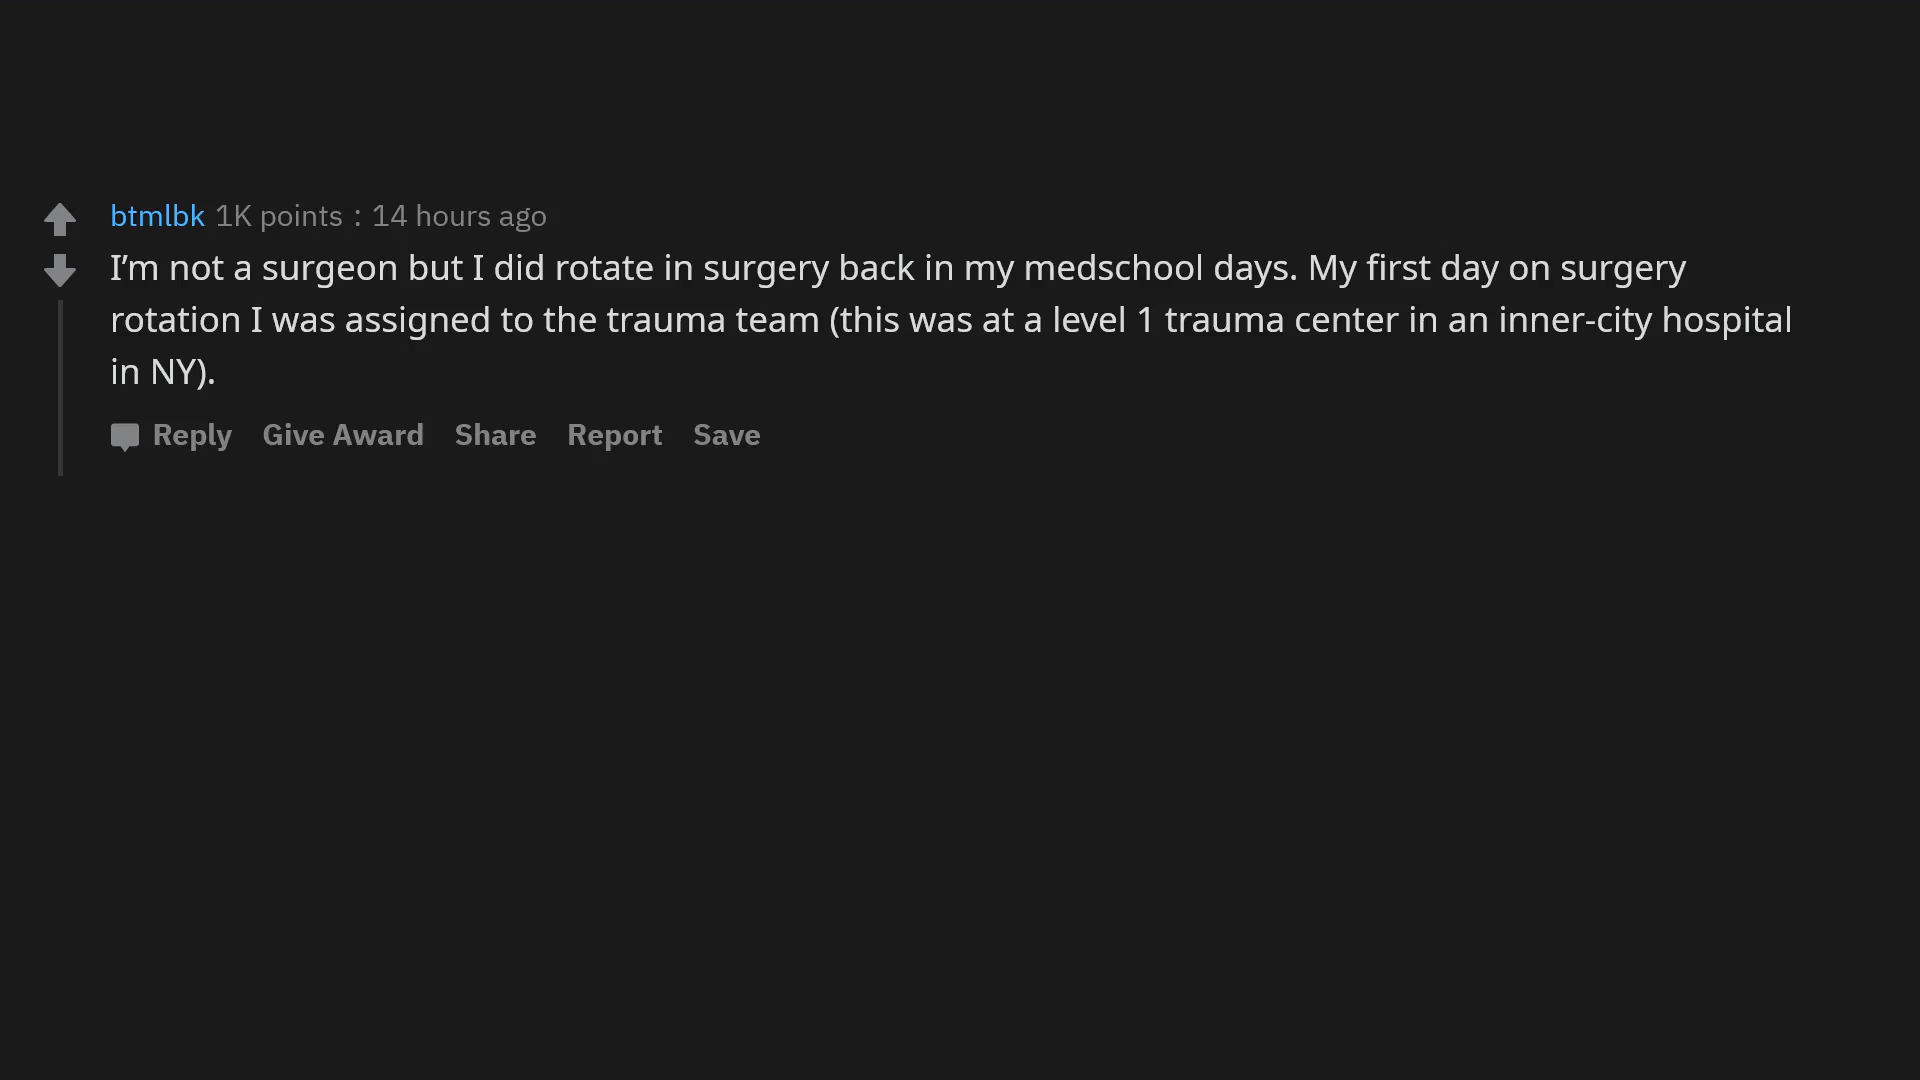 btmlbk 1K points : 14 hours ago
I’m not a surgeon but I did rotate in surgery back in my medschool days. My first day on surgery
rotation I was assigned to the trauma team (this was at a level 1 trauma center in an inner-city hospital
in NY).
Reply Give Award Share Report Save